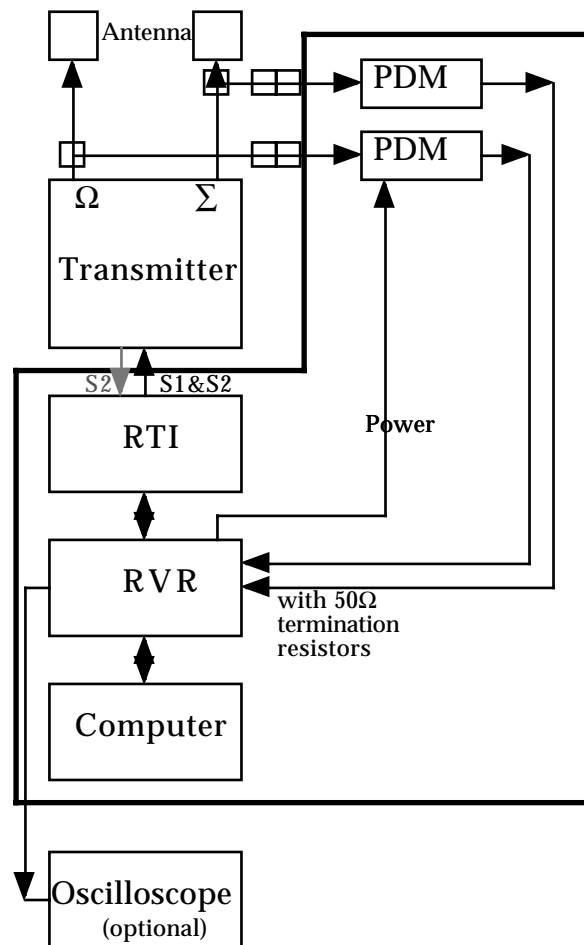 Antenna
PDM
PDM
Ω Σ
Transmitter
S2 S1&S2
RTI
Power
RVR
with 50Ω
termination
resistors
Computer
Oscilloscope
(optional)